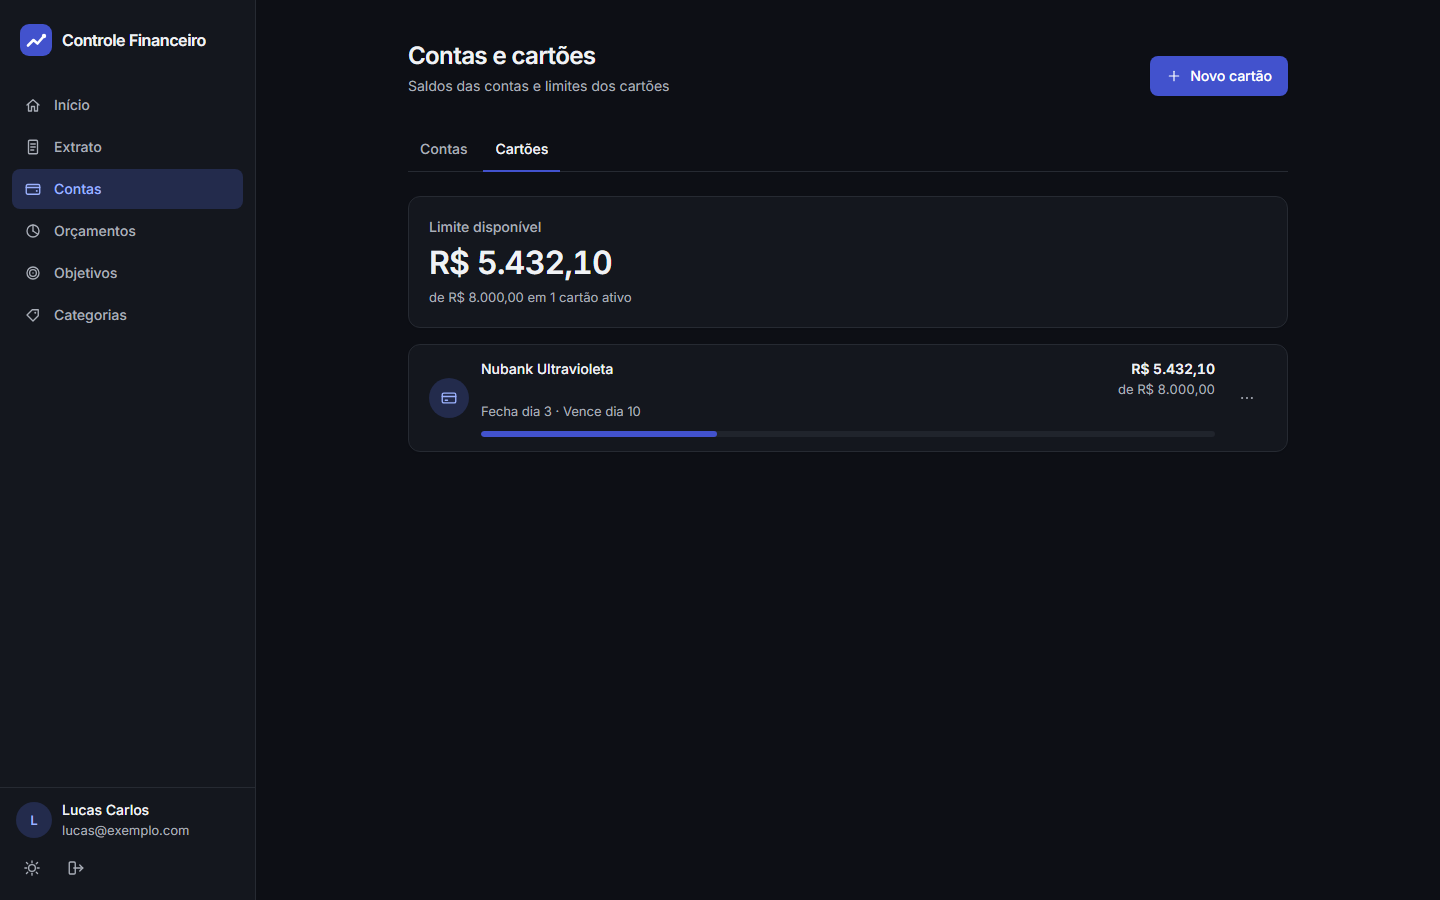 Controle Financeiro
Início
Extrato
Contas
Orçamentos
Objetivos
Categorias
Lucas Carlos
L
lucas@exemplo.com
Contas e cartões
Saldos das contas e limites dos cartões
Novo cartão
Contas
Cartões
Limite disponível
R$ 5.432,10
de R$ 8.000,00 em 1 cartão ativo
Nubank Ultravioleta
R$ 5.432,10
de R$ 8.000,00
Fecha dia 3 · Vence dia 10